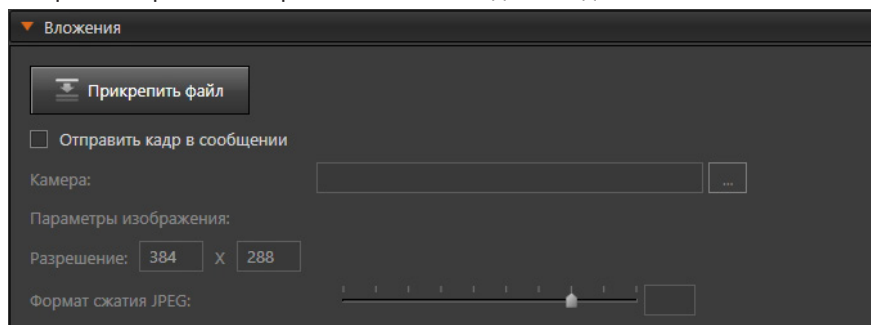 Вложения
Прикрепить файл
Отправить кадр в сообщении
Камера: ...
Параметры изображения:
Разрешение: 384 X 288
Формат сжатия JPEG: